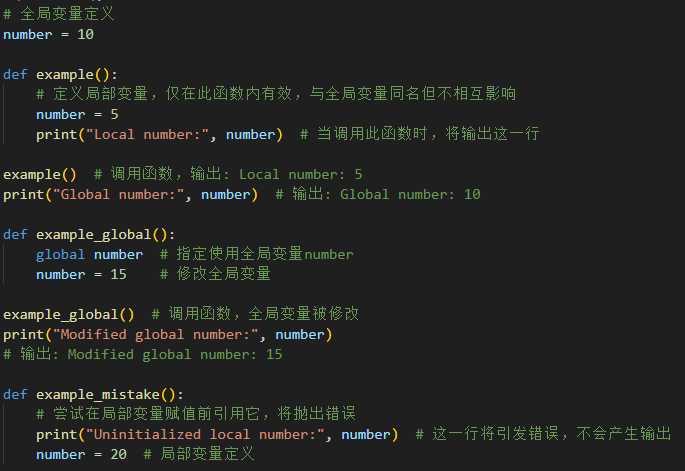 # 全局变量定义
number = 10
def example():
# 定义局部变量，仅在此函数内有效，与全局变量同名但不相互影响
number = 5
print("Local number:", number)  # 当调用此函数时，将输出这一行
example()  # 调用函数，输出: Local number: 5
print("Global number:", number)  # 输出: Global number: 10
def example_global():
global number  # 指定使用全局变量number
number = 15    # 修改全局变量
example_global()  # 调用函数，全局变量被修改
print("Modified global number:", number)
# 输出: Modified global number: 15
def example_mistake():
# 尝试在局部变量赋值前引用它，将抛出错误
print("Uninitialized local number:", number)  # 这一行将引发错误，不会产生输出
number = 20  # 局部变量定义